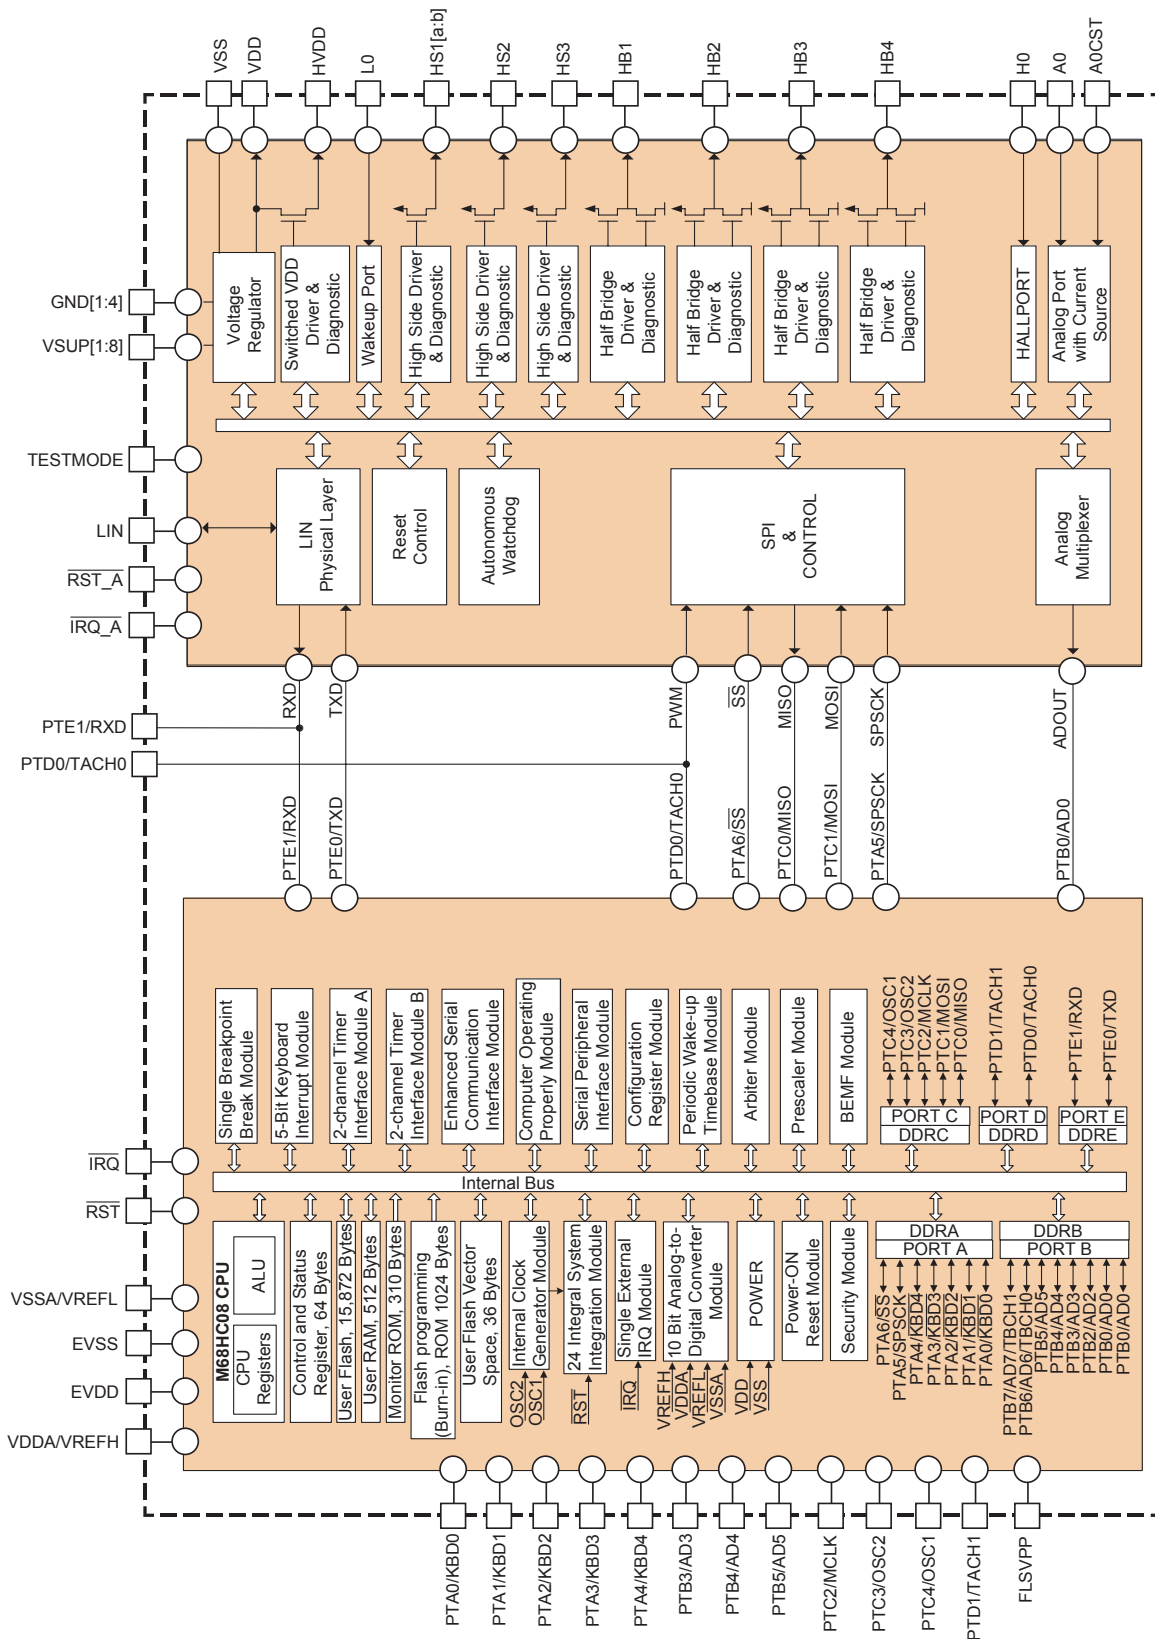 VSS
VDD
HVDD
L0
HS1[a:b]
HS2
HS3
HB1
HB2
HB3
HB4
H0
A0
A0CST
GND[1:4]
VSUP[1:8]
TESTMODE
LIN
RST_A
IRQ_A
PTE1/RXD
PTD0/TACH0
IRQ
RST
VSSA/VREFL
EVSS
EVDD
VDDA/VREFH
Voltage
Regulator
Switched VDD
Driver &
Diagnostic
Wakeup Port
High Side Driver
& Diagnostic
High Side Driver
& Diagnostic
High Side Driver
& Diagnostic
Half Bridge
Driver &
Diagnostic
Half Bridge
Driver &
Diagnostic
Half Bridge
Driver &
Diagnostic
Half Bridge
Driver &
Diagnostic
HALLPORT
Analog Port
with Current
Source
LIN
Physical Layer
Reset
Control
Autonomous
Watchdog
SPI
&
CONTROL
Analog
Multiplexer
RXD
TXD
PWM
SS
MISO
MOSI
SPSCK
ADOUT
PTE1/RXD
PTE0/TXD
PTD0/TACH0
PTA6/SS
PTC0/MISO
PTC1/MOSI
PTA5/SPSCK
PTB0/AD0
Single Breakpoint
Break Module
5-Bit Keyboard
Interrupt Module
2-channel Timer
Interface Module A
2-channel Timer
Interface Module B
Enhanced Serial
Communication
Interface Module
Computer Operating
Properly Module
Serial Peripheral
Interface Module
Configuration
Register Module
Periodic Wake-up
Timebase Module
Arbiter Module
Prescaler Module
BEMF Module
PTC4/OSC1
PTC3/OSC2
PTC2/MCLK
PTC1/MOSI
PTC0/MISO
PORT C
DDRC
PTD1/TACH1
PTD0/TACH0
PORT D
DDRD
PTE1/RXD
PTE0/TXD
PORT E
DDRE
Internal Bus
M68HC08 CPU
CPU
Registers
ALU
Control and Status
Register, 64 Bytes
User Flash, 15,872 Bytes
User RAM, 512 Bytes
Monitor ROM, 310 Bytes
Flash programming
(Burn-in), ROM 1024 Bytes
User Flash Vector
Space, 36 Bytes
OSC2
OSC1
Internal Clock
Generator Module
RST
24 Integral System
Integration Module
IRQ
Single External
IRQ Module
VREFH
VDDA
VREFL
VSSA
10 Bit Analog-to-
Digital Converter
Module
VDD
VSS
POWER
Power-ON
Reset Module
Security Module
DDRA
PORT A
PTA6/SS
PTA5/SPSCK
PTA4/KBD4
PTA3/KBD3
PTA2/KBD2
PTA1/KBD1
PTA0/KBD0
DDRB
PORT B
PTB7/AD7/TBCH1
PTB6/AD6/TBCH0
PTB5/AD5
PTB4/AD4
PTB3/AD3
PTB2/AD2
PTB0/AD0
PTB0/AD0
PTA0/KBD0
PTA1/KBD1
PTA2/KBD2
PTA3/KBD3
PTA4/KBD4
PTB3/AD3
PTB4/AD4
PTB5/AD5
PTC2/MCLK
PTC3/OSC2
PTC4/OSC1
PTD1/TACH1
FLSVPP